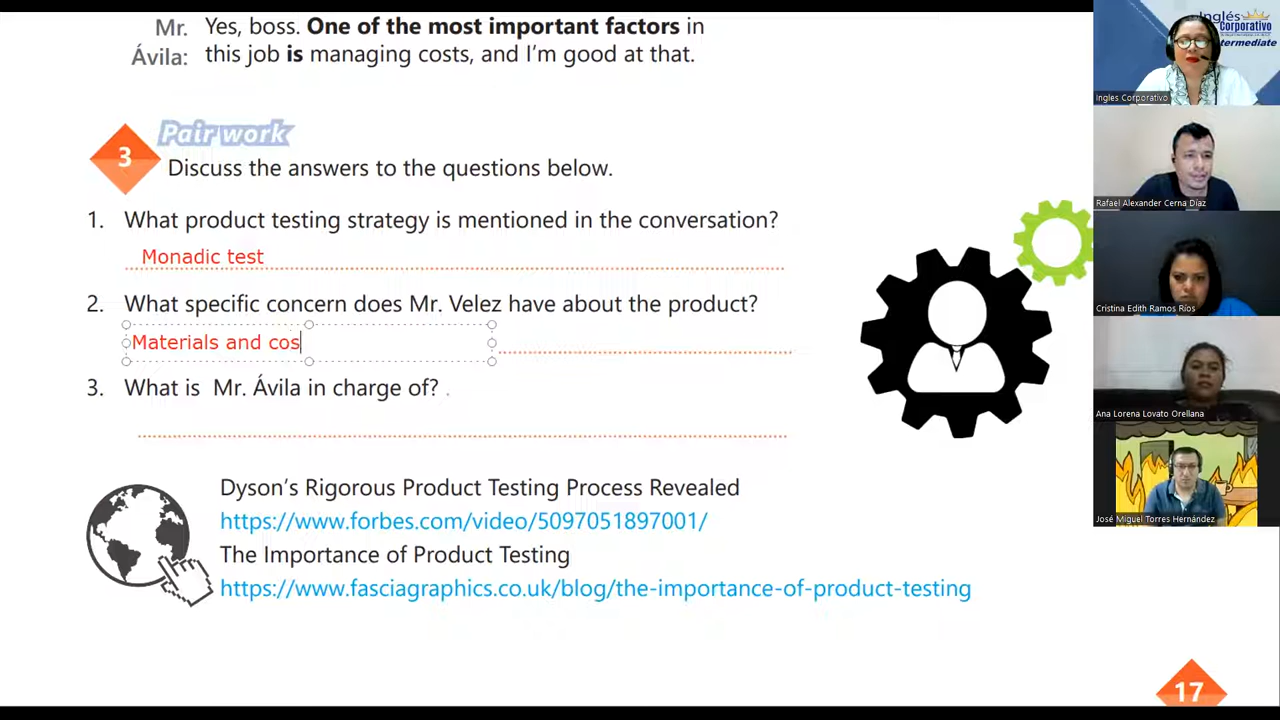 Mr. Yes, boss. One of the most important factors in
Ávila: this job is managing costs, and I'm good at that.
3
Pair work
Discuss the answers to the questions below.
1. What product testing strategy is mentioned in the conversation?
Monadic test
2. What specific concern does Mr. Velez have about the product?
Materials and cos
3. What is Mr. Ávila in charge of? .
Dyson's Rigorous Product Testing Process Revealed
https://www.forbes.com/video/5097051897001/
The Importance of Product Testing
https://www.fasciagraphics.co.uk/blog/the-importance-of-product-testing
17
Inglés
Corporativo
termediate
Ingles Corporativo
Rafael Alexander Cerna Díaz
Cristina Edith Ramos Ríos
Ana Lorena Lovato Orellana
José Miguel Torres Hernández